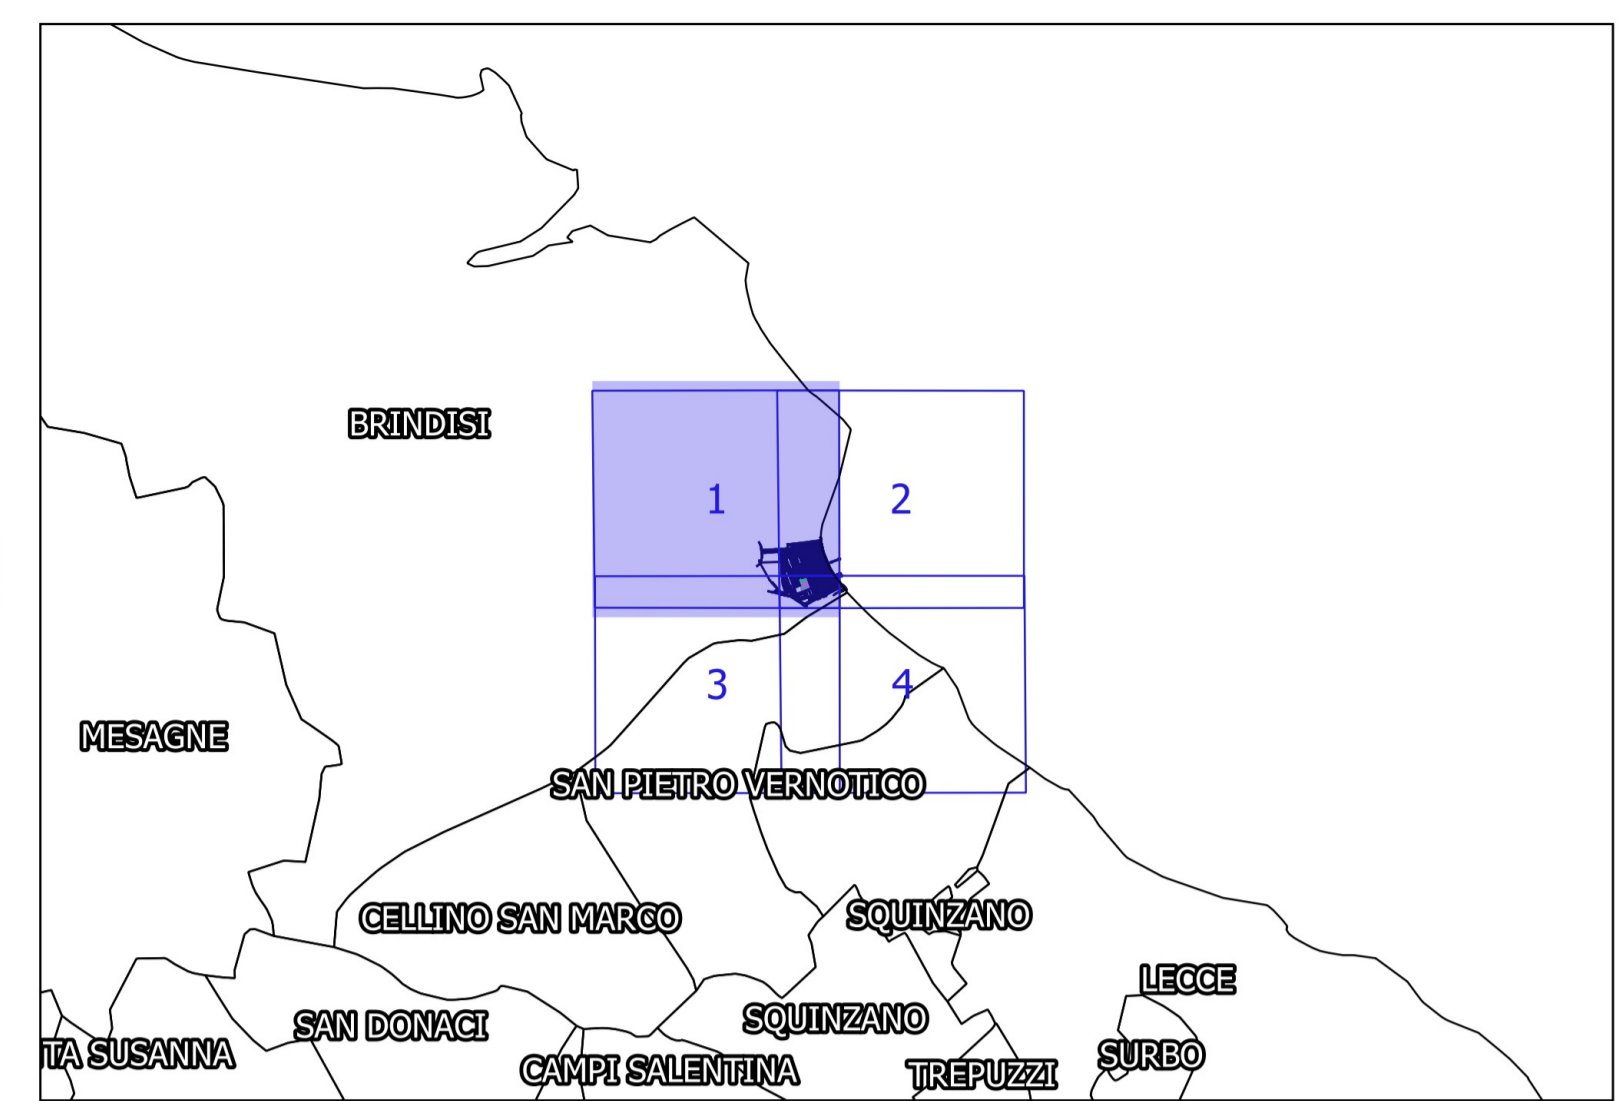 BRINDISI
1
2
3
4
MESAGNE
SAN PIETRO VERNOTICO
CELLINO SAN MARCO
SQUINZANO
LECCE
SAN DONACI
SQUINZANO
TA SUSANNA
CAMPI SALENTINA
TREPUZZI
SURBO